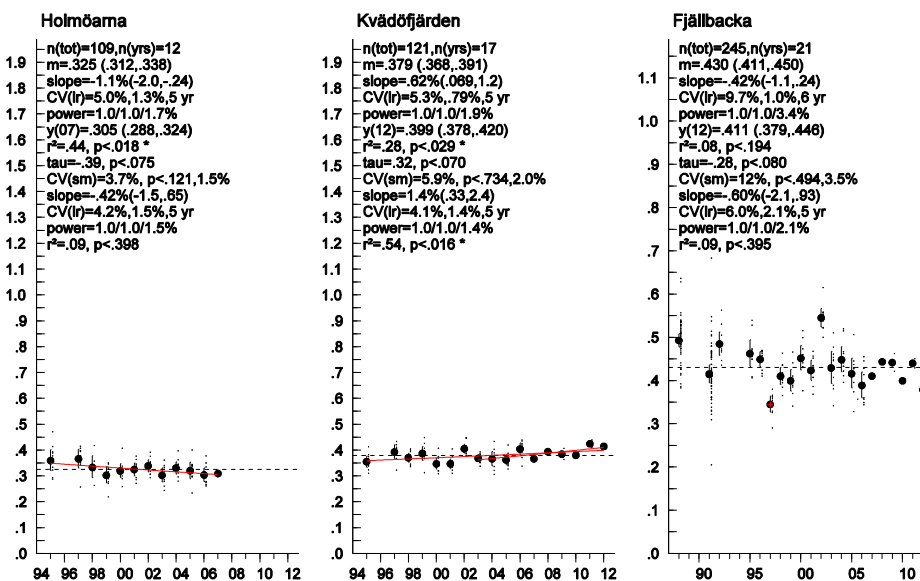 Holmöarna
n(tot)=109,n(yrs)=12
m=.325 (.312,.338)
slope=-1.1%(-2.0,-.24)
CV(lr)=5.0%,1.3%,5 yr
power=1.0/1.0/1.7%
y(07)=.305 (.288,.324)
r²=.44, p<.018 *
tau=-.39, p<.075
CV(sm)=3.7%, p<.121,1.5%
slope=-.42%(-1.5,.65)
CV(lr)=4.2%,1.5%,5 yr
power=1.0/1.0/1.5%
r²=.09, p<.398
1.9
1.8
1.7
1.6
1.5
1.4
1.3
1.2
1.1
1.0
.9
.8
.7
.6
.5
.4
.3
.2
.1
.0
94 96 98 00 02 04 06 08 10 12
Kvädöfjärden
n(tot)=121,n(yrs)=17
m=.379 (.368,.391)
slope=.62%(.069,1.2)
CV(lr)=5.3%,.79%,5 yr
power=1.0/1.0/1.9%
y(12)=.399 (.378,.420)
r²=.28, p<.029 *
tau=.32, p<.070
CV(sm)=5.9%, p<.734,2.0%
slope=1.4%(.33,2.4)
CV(lr)=4.1%,1.4%,5 yr
power=1.0/1.0/1.4%
r²=.54, p<.016 *
1.9
1.8
1.7
1.6
1.5
1.4
1.3
1.2
1.1
1.0
.9
.8
.7
.6
.5
.4
.3
.2
.1
.0
94 96 98 00 02 04 06 08 10 12
Fjällbacka
n(tot)=245,n(yrs)=21
m=.430 (.411,.450)
slope=-.42%(-1.1,.24)
CV(lr)=9.7%,1.0%,6 yr
power=1.0/1.0/3.4%
y(12)=.411 (.379,.446)
r²=.08, p<.194
tau=-.28, p<.080
CV(sm)=12%, p<.494,3.5%
slope=-.60%(-2.1,.93)
CV(lr)=6.0%,2.1%,5 yr
power=1.0/1.0/2.1%
r²=.09, p<.395
1.1
1.0
.9
.8
.7
.6
.5
.4
.3
.2
.1
.0
90 95 00 05 10